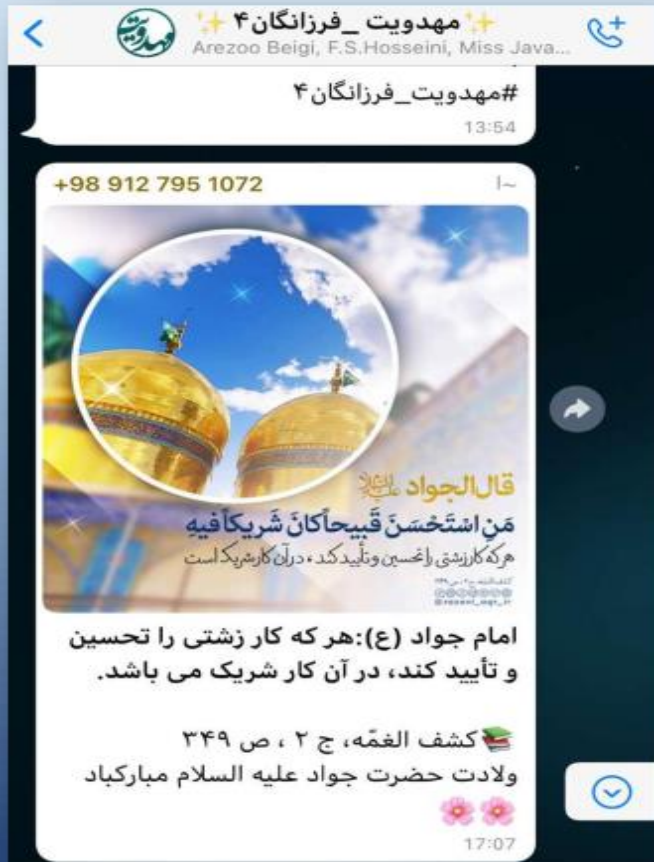 ✨مهدویت _فرزانگان۴✨
Arezoo Beigi, F.S.Hosseini, Miss Java...
#مهدویت_فرزانگان۴
13:54
+98 912 795 1072
~ا
قال الجواد علیه‌السلام
مَنِ اسْتَحْسَنَ قَبیحاً کانَ شَریکاً فیهِ
هر که کار زشتی را تحسین و تأیید کند، در آن کار شریک است
امام جواد (ع):هر که کار زشتی را تحسین
و تأیید کند، در آن کار شریک می باشد.
📚کشف الغمّه، ج ۲ ، ص ۳۴۹
ولادت حضرت جواد علیه السلام مبارکباد
🌸🌸
17:07